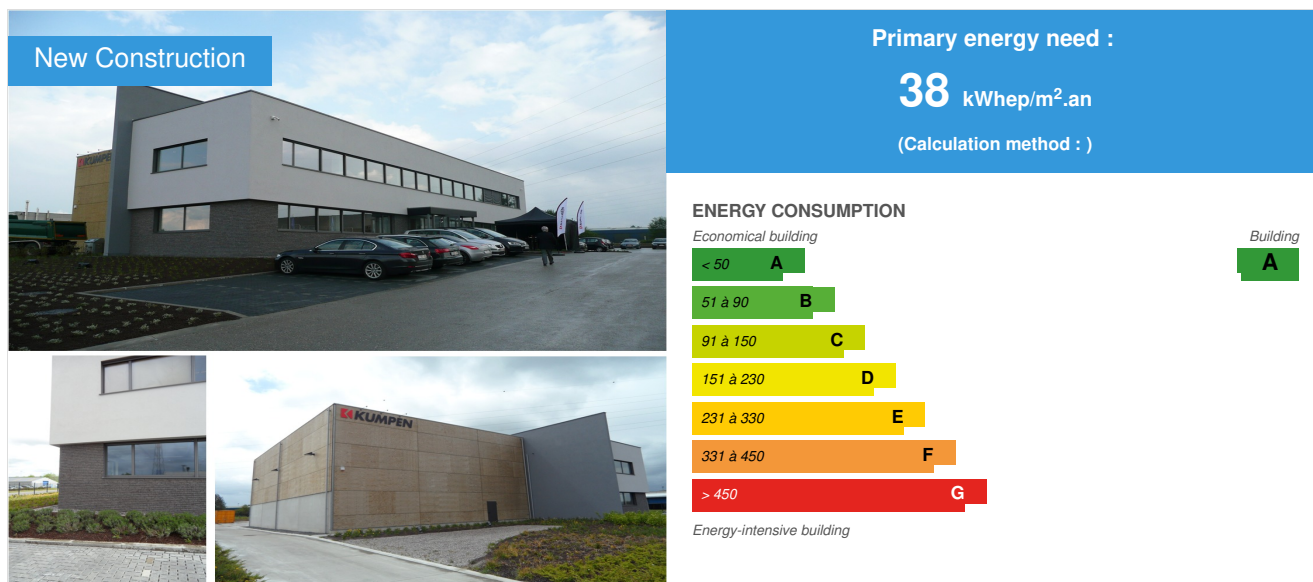 New Construction
KUMPEN
KUMPEN
Primary energy need :
38 kWhep/m².an
(Calculation method : )
ENERGY CONSUMPTION
Economical building
Building
< 50 A
A
51 à 90 B
91 à 150 C
151 à 230 D
231 à 330 E
331 à 450 F
> 450 G
Energy-intensive building